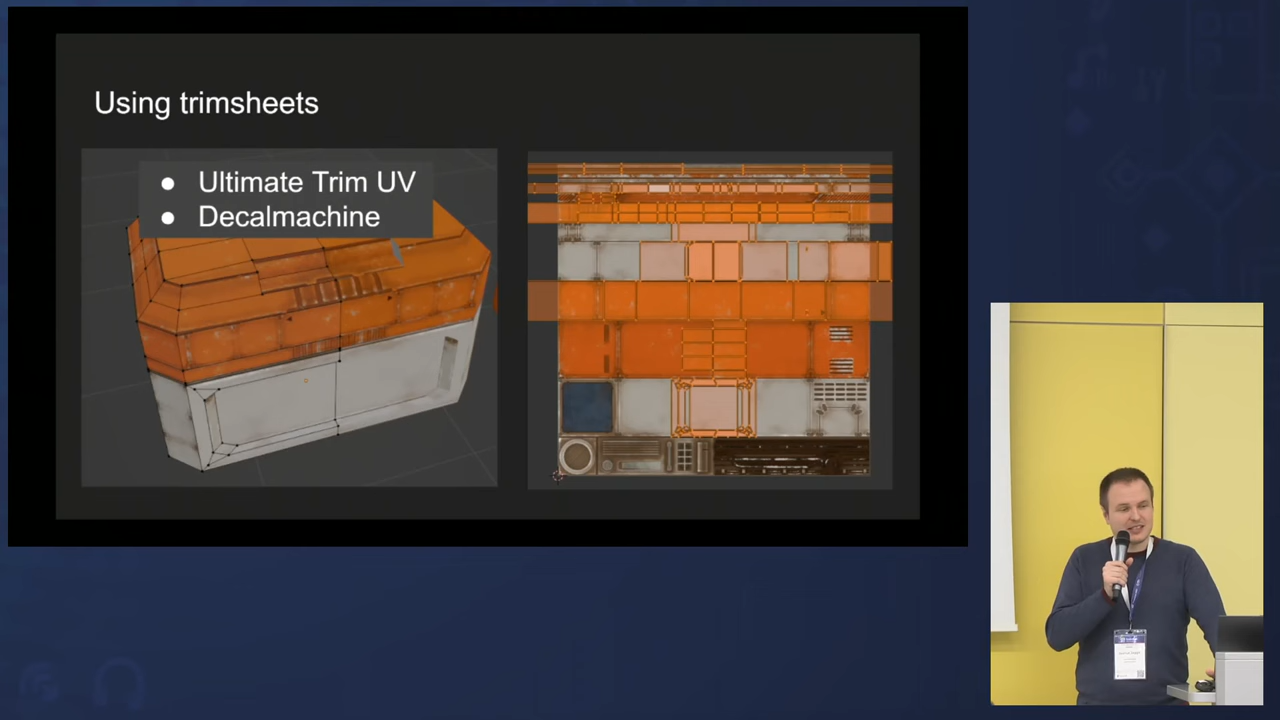 Using trimsheets
● Ultimate Trim UV
● Decalmachine